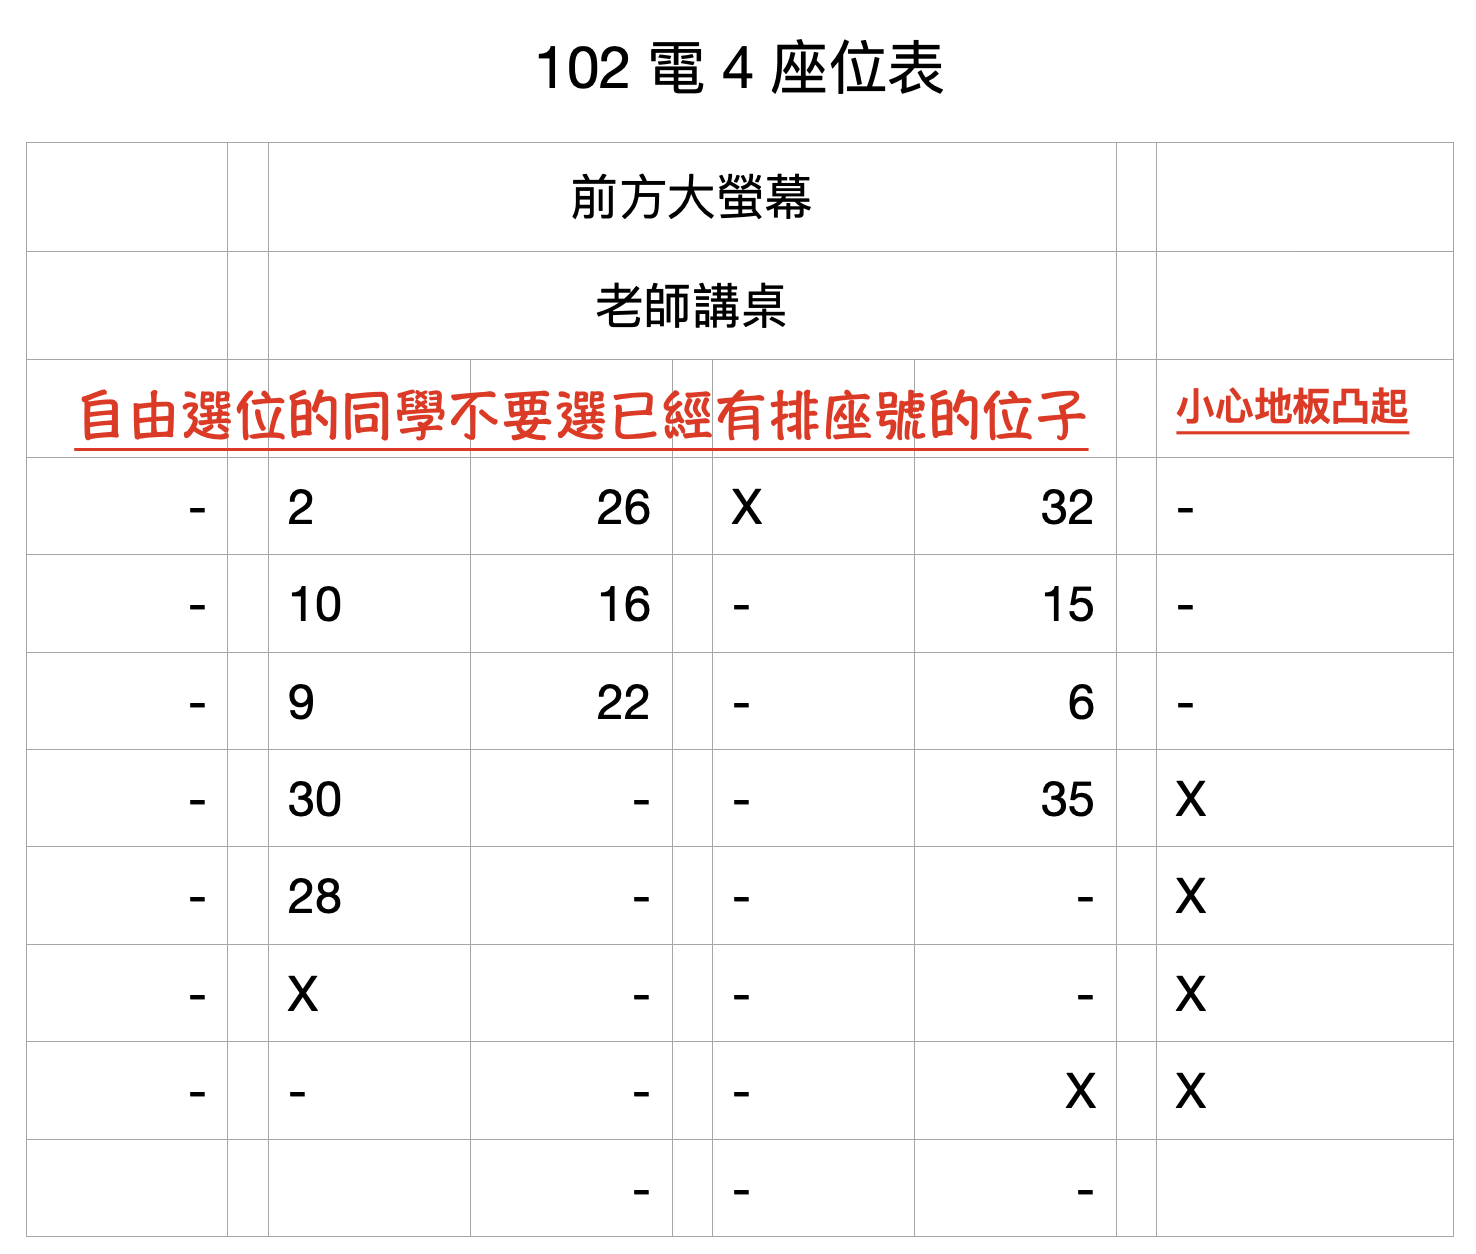 102 電 4 座位表
前方大螢幕
老師講桌
自由選位的同學不要選已經有排座號的位子 小心地板凸起
- 2 26 X 32 -
- 10 16 - 15 -
- 9 22 - 6 -
- 30 - - 35 X
- 28 - - - X
- X - - - X
- - - - X X
- - -